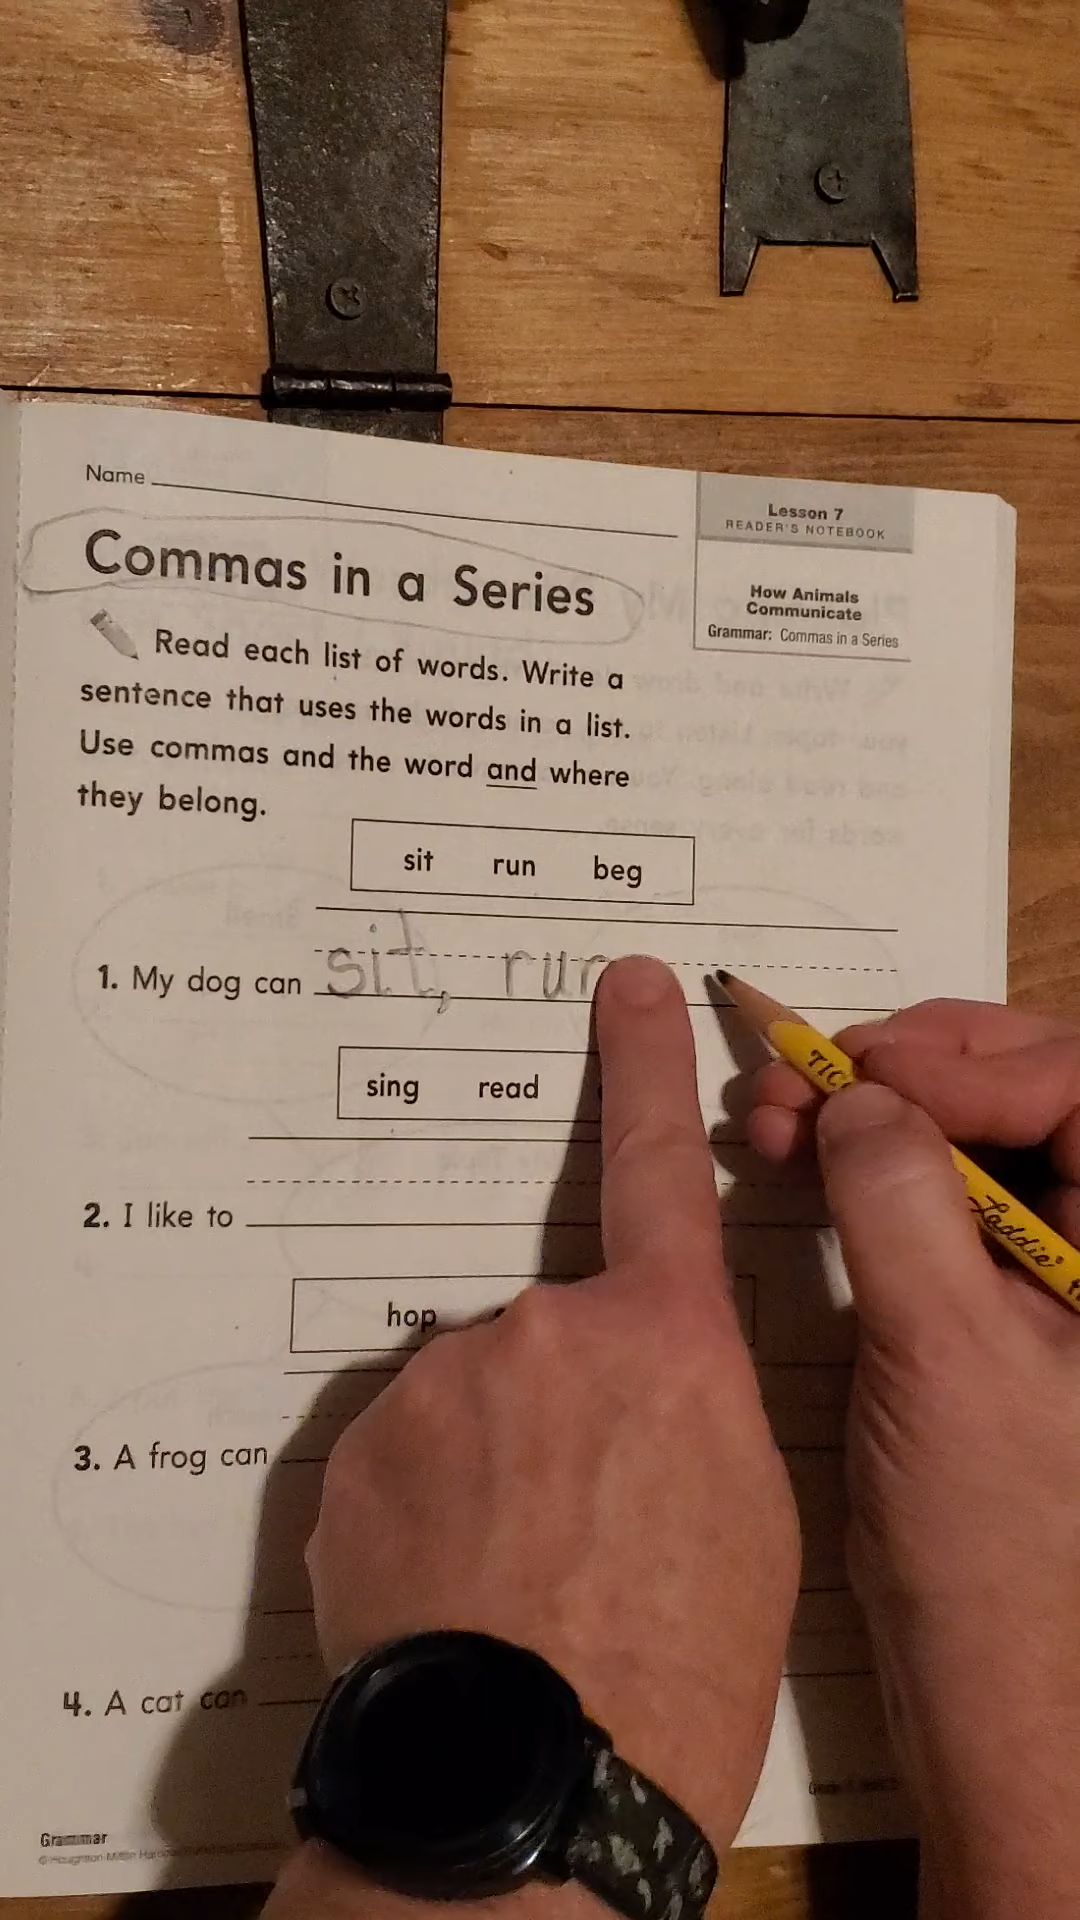 Name
Lesson 7
READER'S NOTEBOOK
Commas in a Series
How Animals
Communicate
Grammar: Commas in a Series
Read each list of words. Write a
sentence that uses the words in a list.
Use commas and the word and where
they belong.
sit run beg
1. My dog can sit, run
sing read
2. I like to
hop
3. A frog can
4. A cat can
Grammar
TIC
Laddie